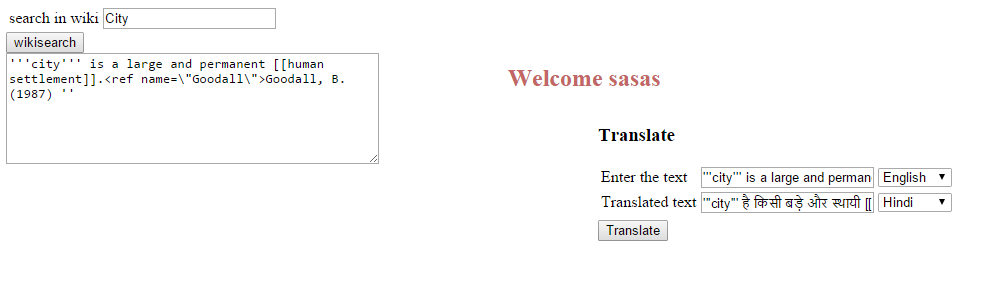 search in wiki City
wikisearch
'''city''' is a large and permanent [[human
settlement]].<ref name=\"Goodall\">Goodall, B.
(1987) ''
Welcome sasas
Translate
Enter the text '''city''' is a large and perman English
Translated text '"city"' है किसी बड़े और स्थायी [[ Hindi
Translate